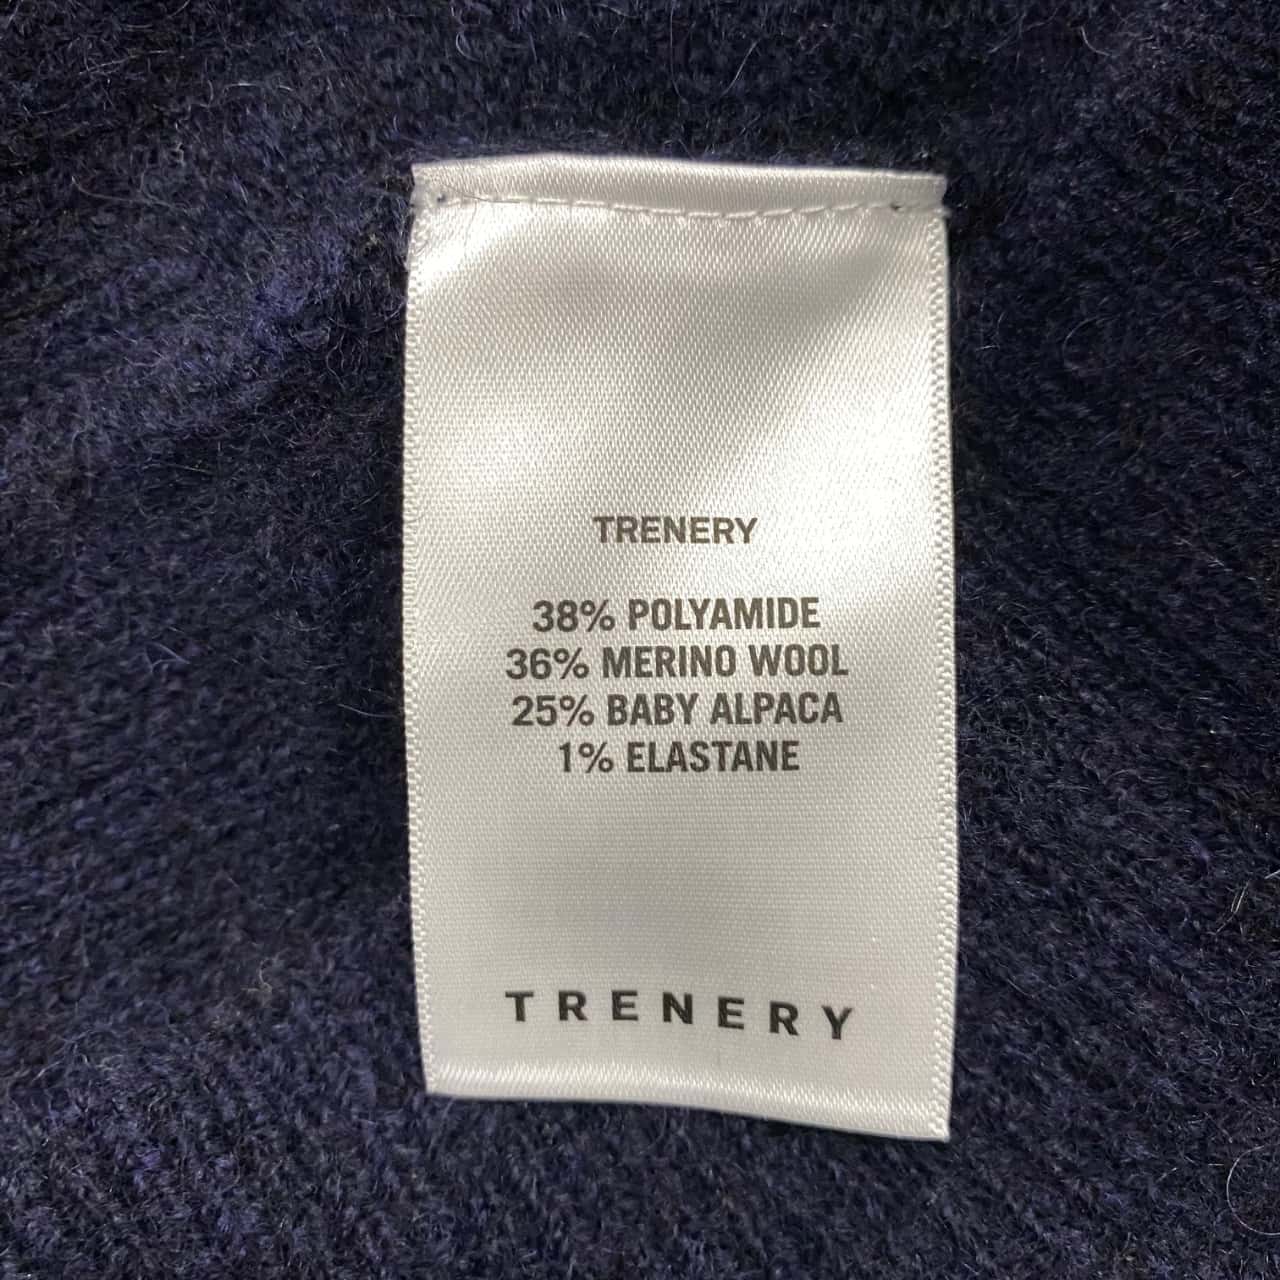 TRENERY
38% POLYAMIDE
36% MERINO WOOL
25% BABY ALPACA
1% ELASTANE
TRENERY